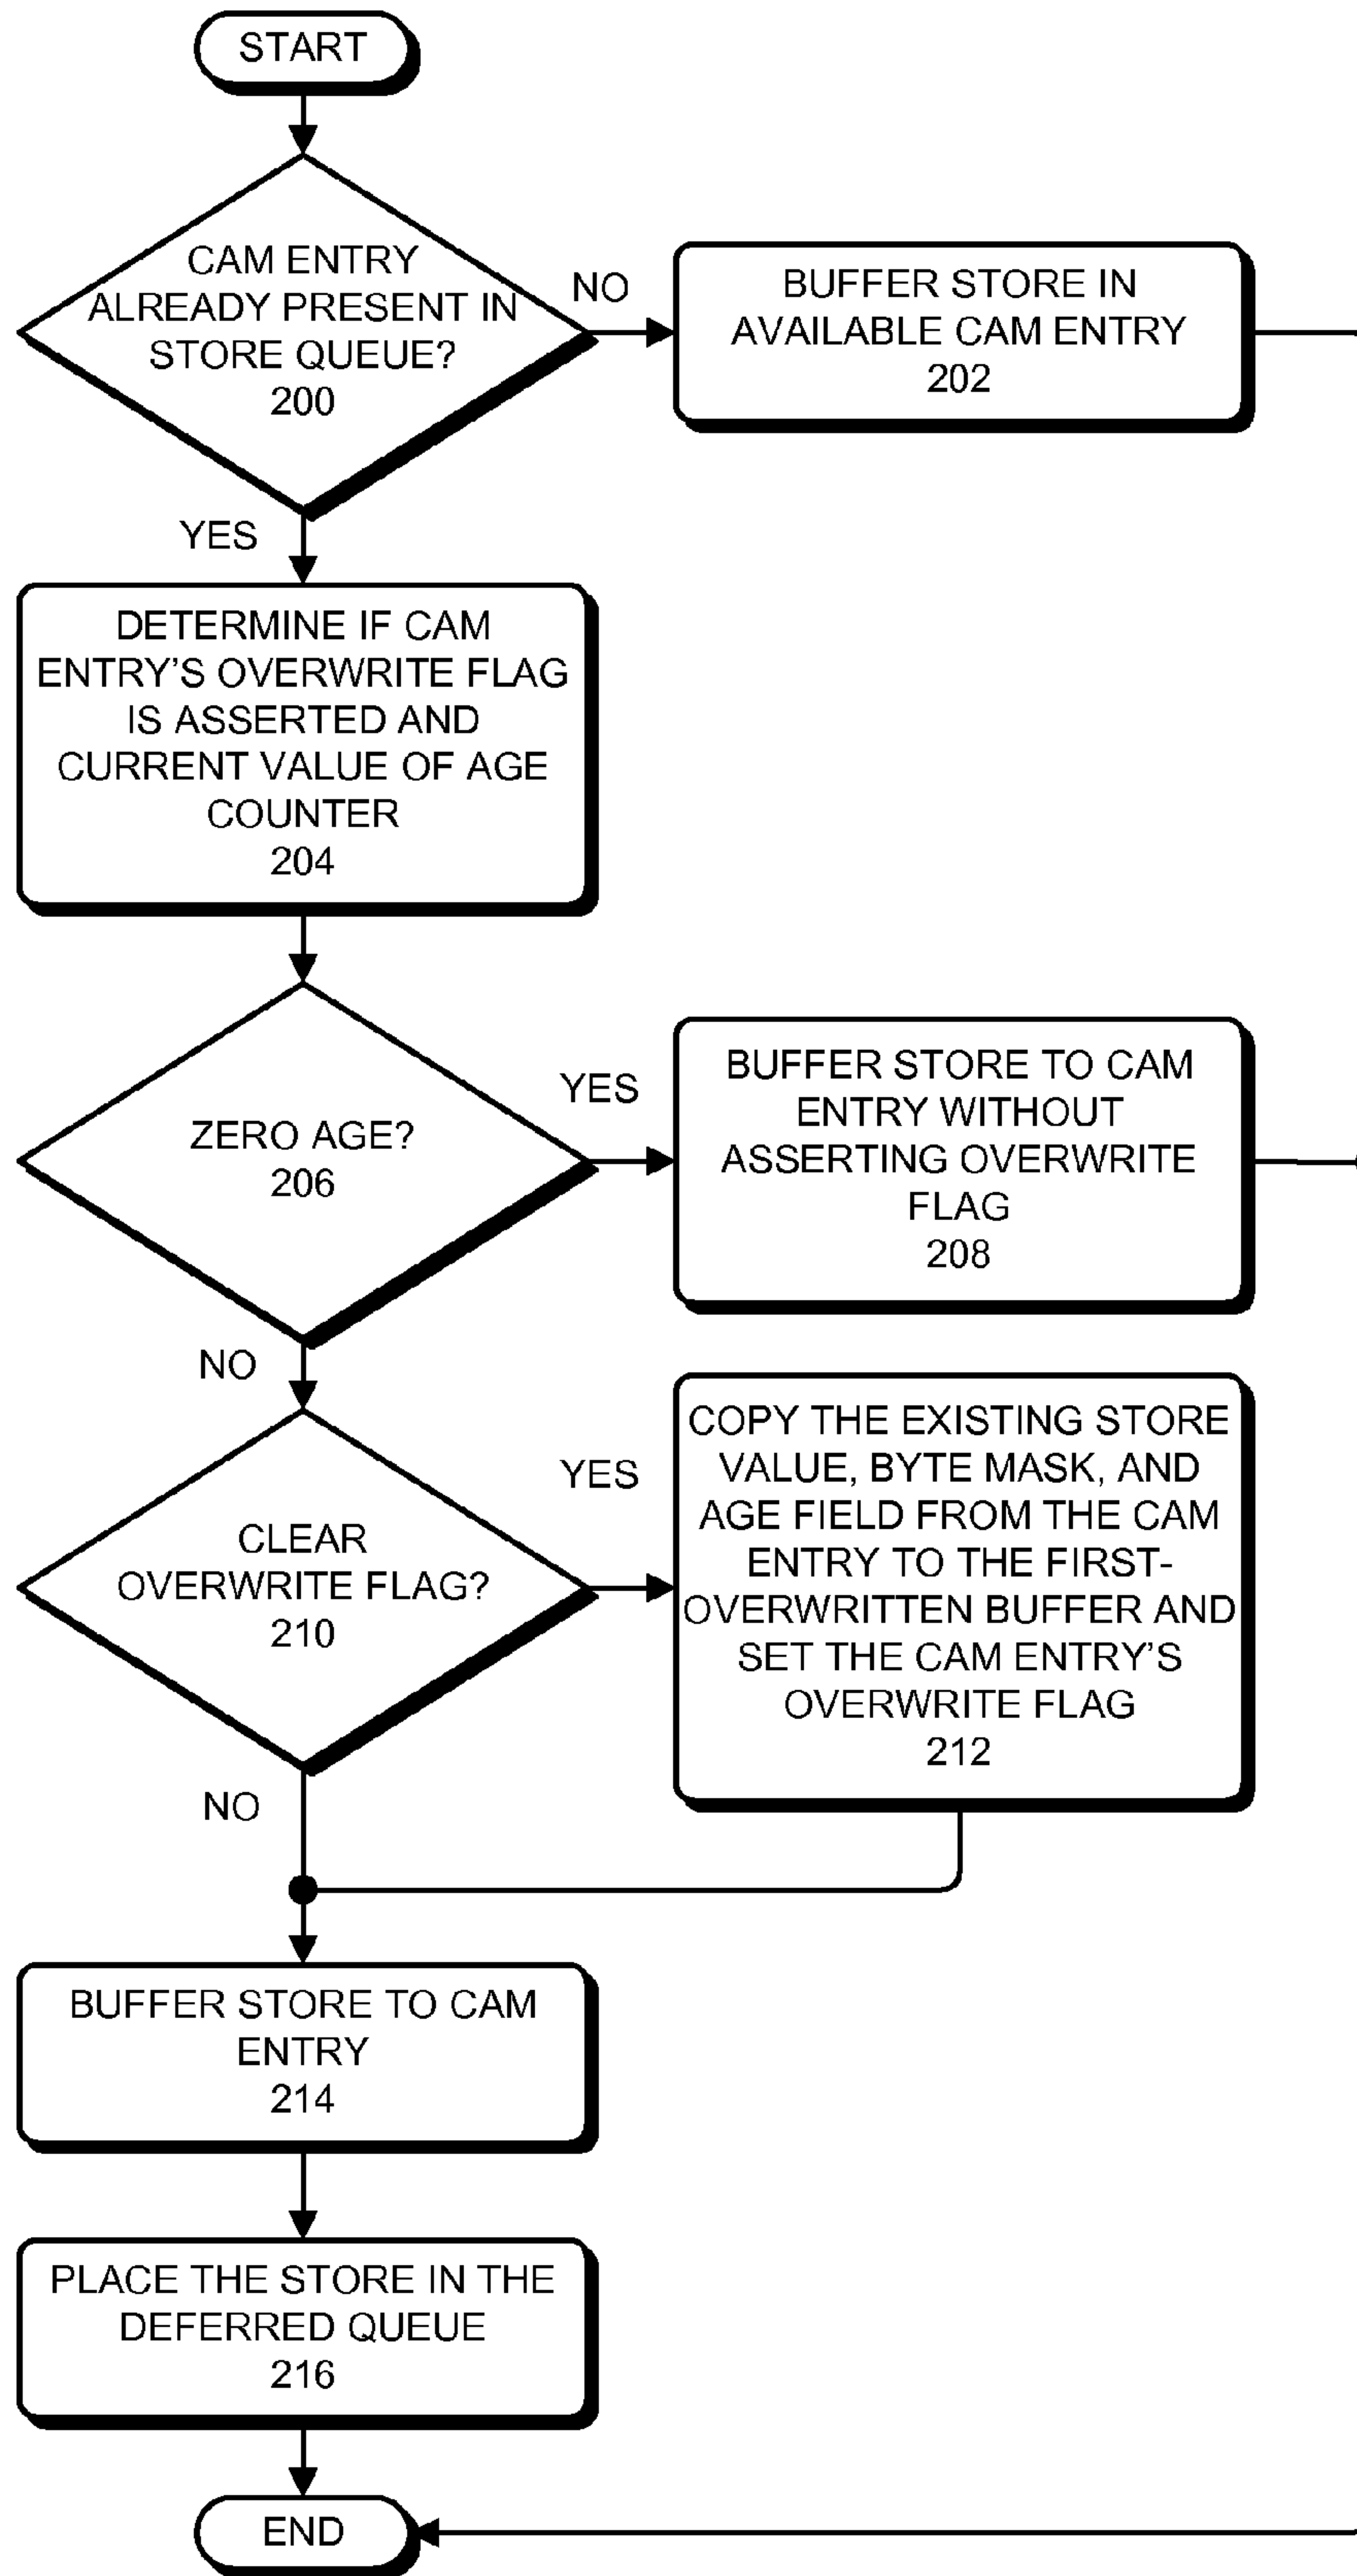 START
CAM ENTRY
ALREADY PRESENT IN
STORE QUEUE?
200
NO
BUFFER STORE IN
AVAILABLE CAM ENTRY
202
YES
DETERMINE IF CAM
ENTRY'S OVERWRITE FLAG
IS ASSERTED AND
CURRENT VALUE OF AGE
COUNTER
204
ZERO AGE?
206
YES
BUFFER STORE TO CAM
ENTRY WITHOUT
ASSERTING OVERWRITE
FLAG
208
NO
CLEAR
OVERWRITE FLAG?
210
YES
COPY THE EXISTING STORE
VALUE, BYTE MASK, AND
AGE FIELD FROM THE CAM
ENTRY TO THE FIRST-
OVERWRITTEN BUFFER AND
SET THE CAM ENTRY'S
OVERWRITE FLAG
212
NO
BUFFER STORE TO CAM
ENTRY
214
PLACE THE STORE IN THE
DEFERRED QUEUE
216
END